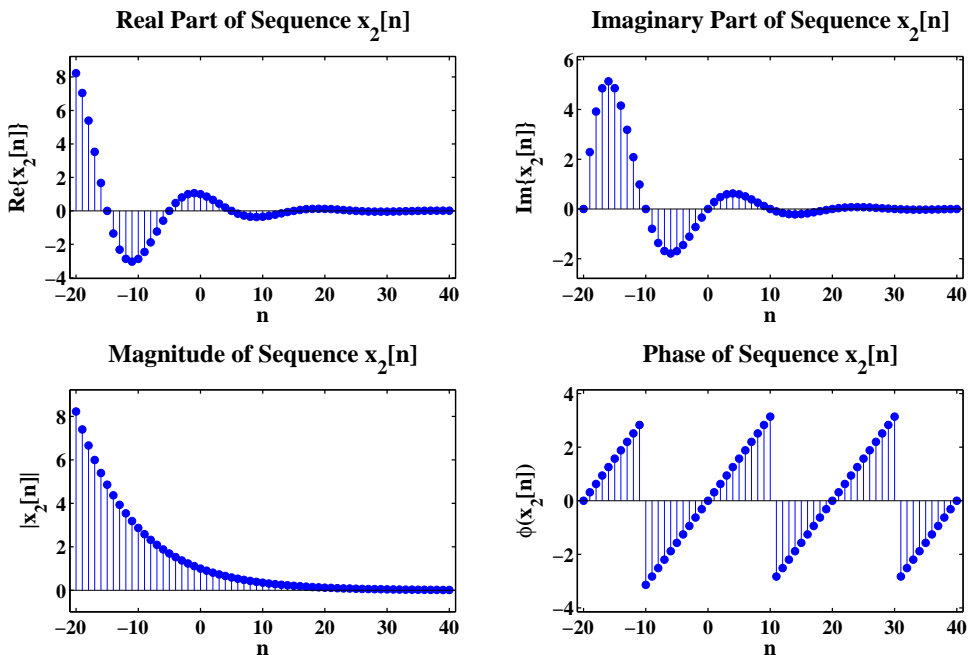 Real Part of Sequence x₂[n]
Re{x₂[n]}
8
6
4
2
0
−2
−4
−20 −10 0 10 20 30 40
n
Imaginary Part of Sequence x₂[n]
Im{x₂[n]}
6
4
2
0
−2
−20 −10 0 10 20 30 40
n
Magnitude of Sequence x₂[n]
|x₂[n]|
8
6
4
2
0
−20 −10 0 10 20 30 40
n
Phase of Sequence x₂[n]
ϕ(x₂[n])
4
2
0
−2
−4
−20 −10 0 10 20 30 40
n